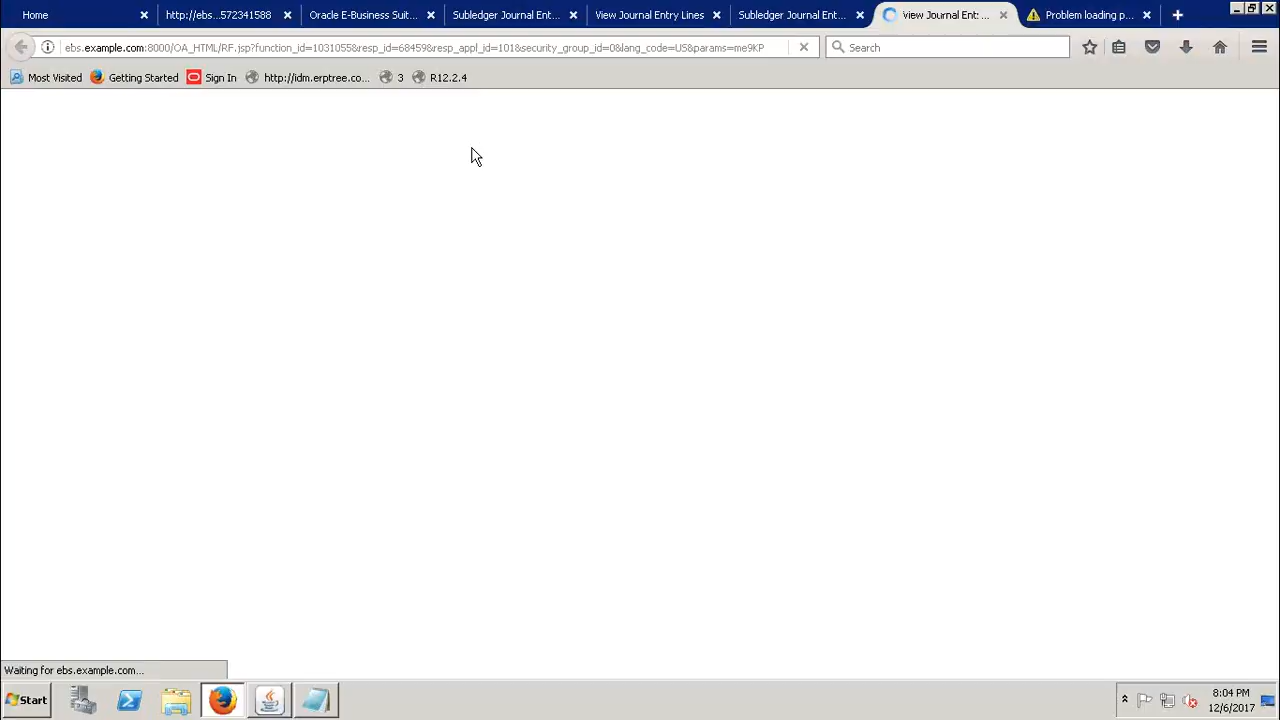 Home
http://ebs...572341588
Oracle E-Business Suit...
Subledger Journal Ent...
View Journal Entry Lines
Subledger Journal Ent...
View Journal Ent: ...
Problem loading p...
ebs.example.com:8000/OA_HTML/RF.jsp?function_id=1031055&resp_id=68459&resp_appl_id=101&security_group_id=0&lang_code=US&params=me9KP
Search
Most Visited
Getting Started
Sign In
http://idm.erptree.co...
3
R12.2.4
Waiting for ebs.example.com...
Start
8:04 PM
12/6/2017